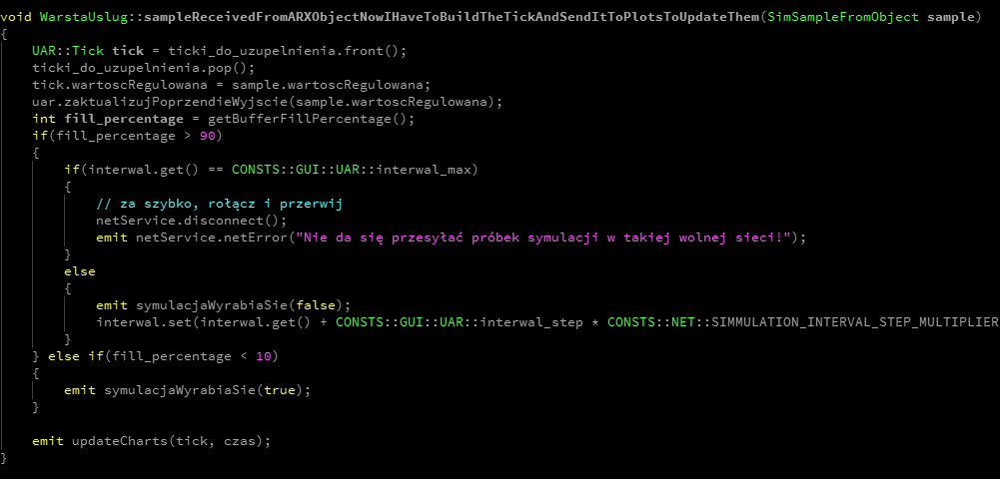 void WarstaUslug::sampleReceivedFromARXObjectNowIHaveToBuildTheTickAndSendItToPlotsToUpdateThem(SimSampleFromObject sample)
{
UAR::Tick tick = ticki_do_uzupelnienia.front();
ticki_do_uzupelnienia.pop();
tick.wartoscRegulowana = sample.wartoscRegulowana;
uar.zaktualizujPoprzendieWyjscie(sample.wartoscRegulowana);
int fill_percentage = getBufferFillPercentage();
if(fill_percentage > 90)
{
if(interwal.get() == CONSTS::GUI::UAR::interwal_max)
{
// za szybko, rołącz i przerwij
netService.disconnect();
emit netService.netError("Nie da się przesyłać próbek symulacji w takiej wolnej sieci!");
}
else
{
emit symulacjaWyrabiaSie(false);
interwal.set(interwal.get() + CONSTS::GUI::UAR::interwal_step * CONSTS::NET::SIMMULATION_INTERVAL_STEP_MULTIPLIER
}
} else if(fill_percentage < 10)
{
emit symulacjaWyrabiaSie(true);
}
emit updateCharts(tick, czas);
}